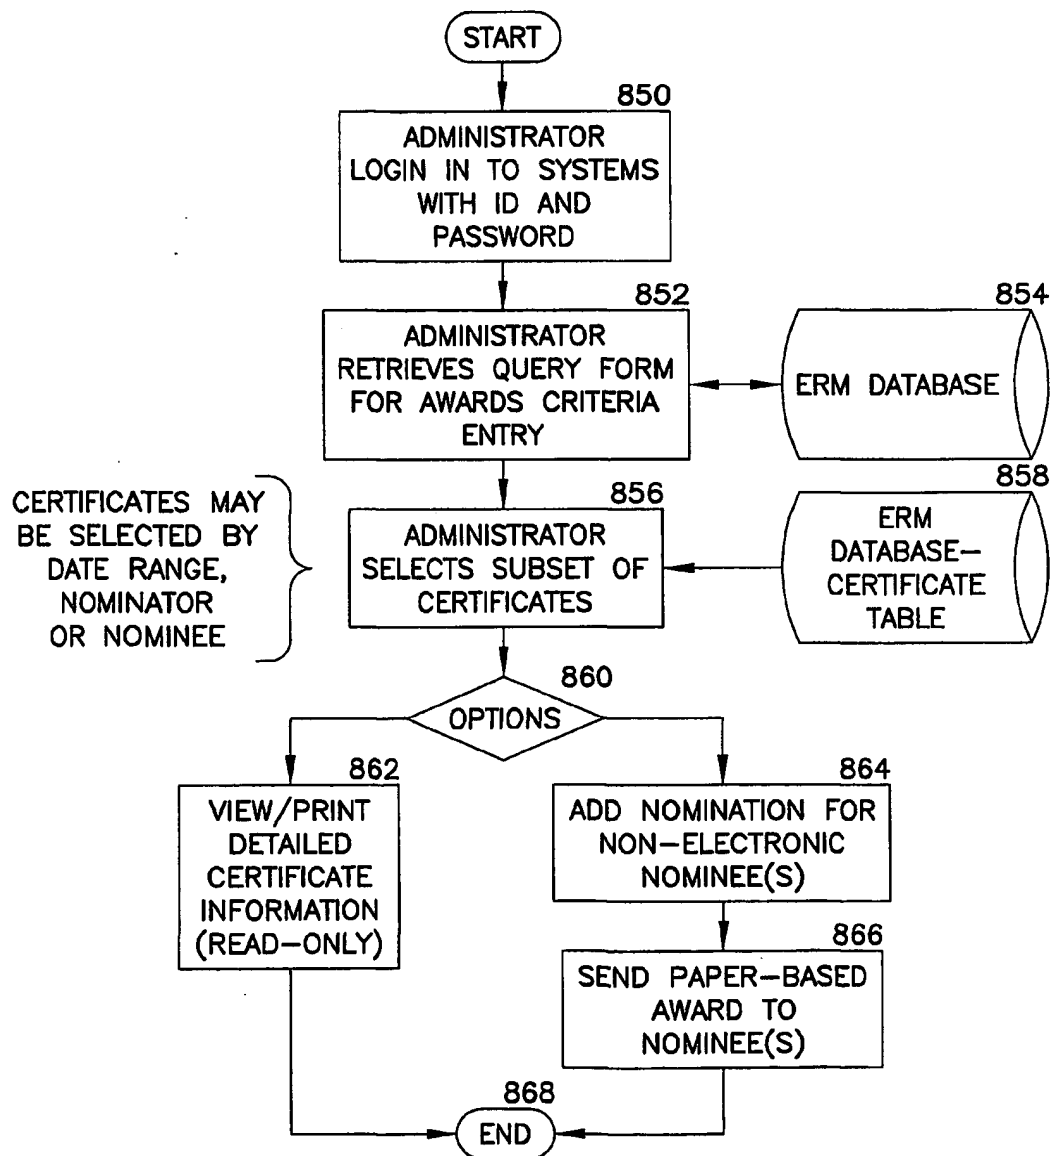 START
850
ADMINISTRATOR
LOGIN IN TO SYSTEMS
WITH ID AND
PASSWORD
852
ADMINISTRATOR
RETRIEVES QUERY FORM
FOR AWARDS CRITERIA
ENTRY
854
ERM DATABASE
CERTIFICATES MAY
BE SELECTED BY
DATE RANGE,
NOMINATOR
OR NOMINEE
856
ADMINISTRATOR
SELECTS SUBSET OF
CERTIFICATES
858
ERM
DATABASE-
CERTIFICATE
TABLE
860
OPTIONS
862
VIEW/PRINT
DETAILED
CERTIFICATE
INFORMATION
(READ-ONLY)
864
ADD NOMINATION FOR
NON-ELECTRONIC
NOMINEE(S)
866
SEND PAPER-BASED
AWARD TO
NOMINEE(S)
868
END